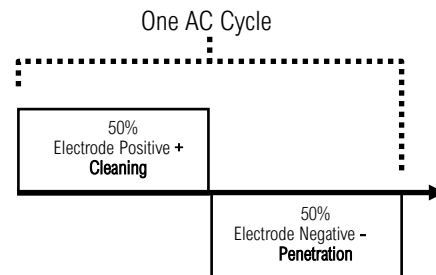 One AC Cycle
50%
Electrode Positive +
Cleaning
50%
Electrode Negative -
Penetration